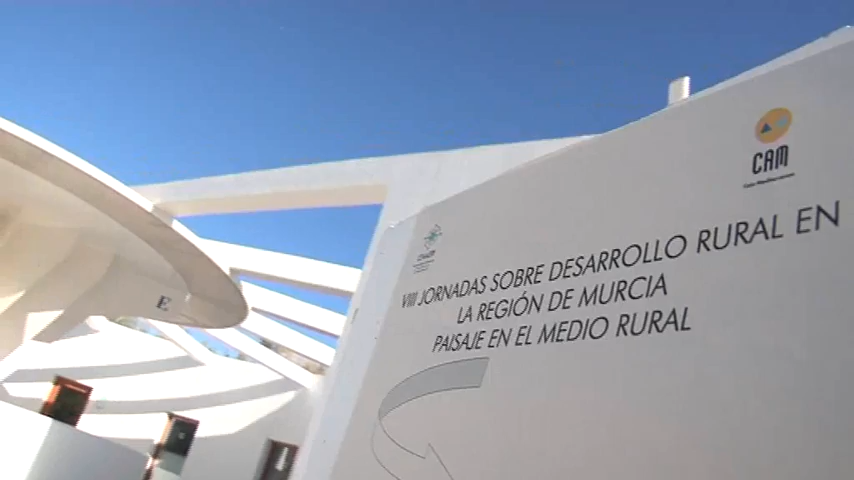 CAM
VIII JORNADAS SOBRE DESARROLLO RURAL EN
LA REGIÓN DE MURCIA
PAISAJE EN EL MEDIO RURAL
E